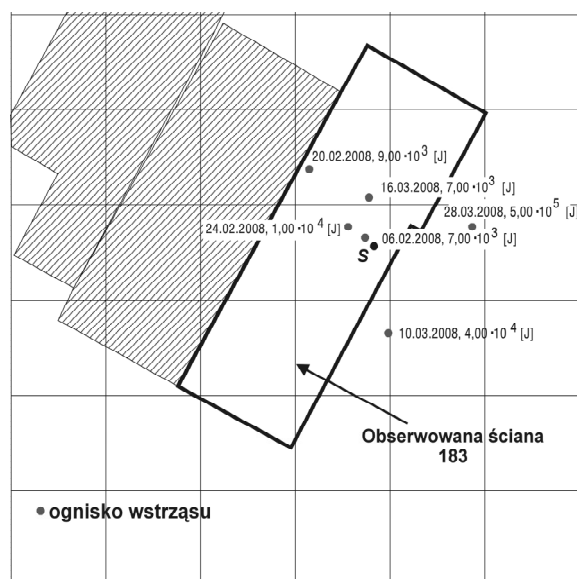 20.02.2008, 9,00·10³ [J]
16.03.2008, 7,00·10³ [J]
28.03.2008, 5,00·10⁵ [J]
24.02.2008, 1,00·10⁴ [J]
06.02.2008, 7,00·10³ [J]
S
10.03.2008, 4,00·10⁴ [J]
Obserwowana ściana
183
ognisko wstrząsu